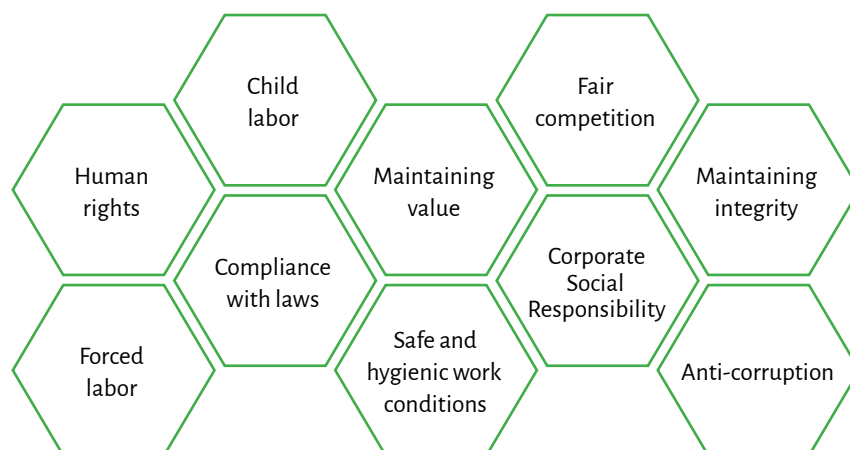 Child
labor
Fair
competition
Human
rights
Maintaining
value
Maintaining
integrity
Compliance
with laws
Corporate
Social
Responsibility
Forced
labor
Safe and
hygienic work
conditions
Anti-corruption